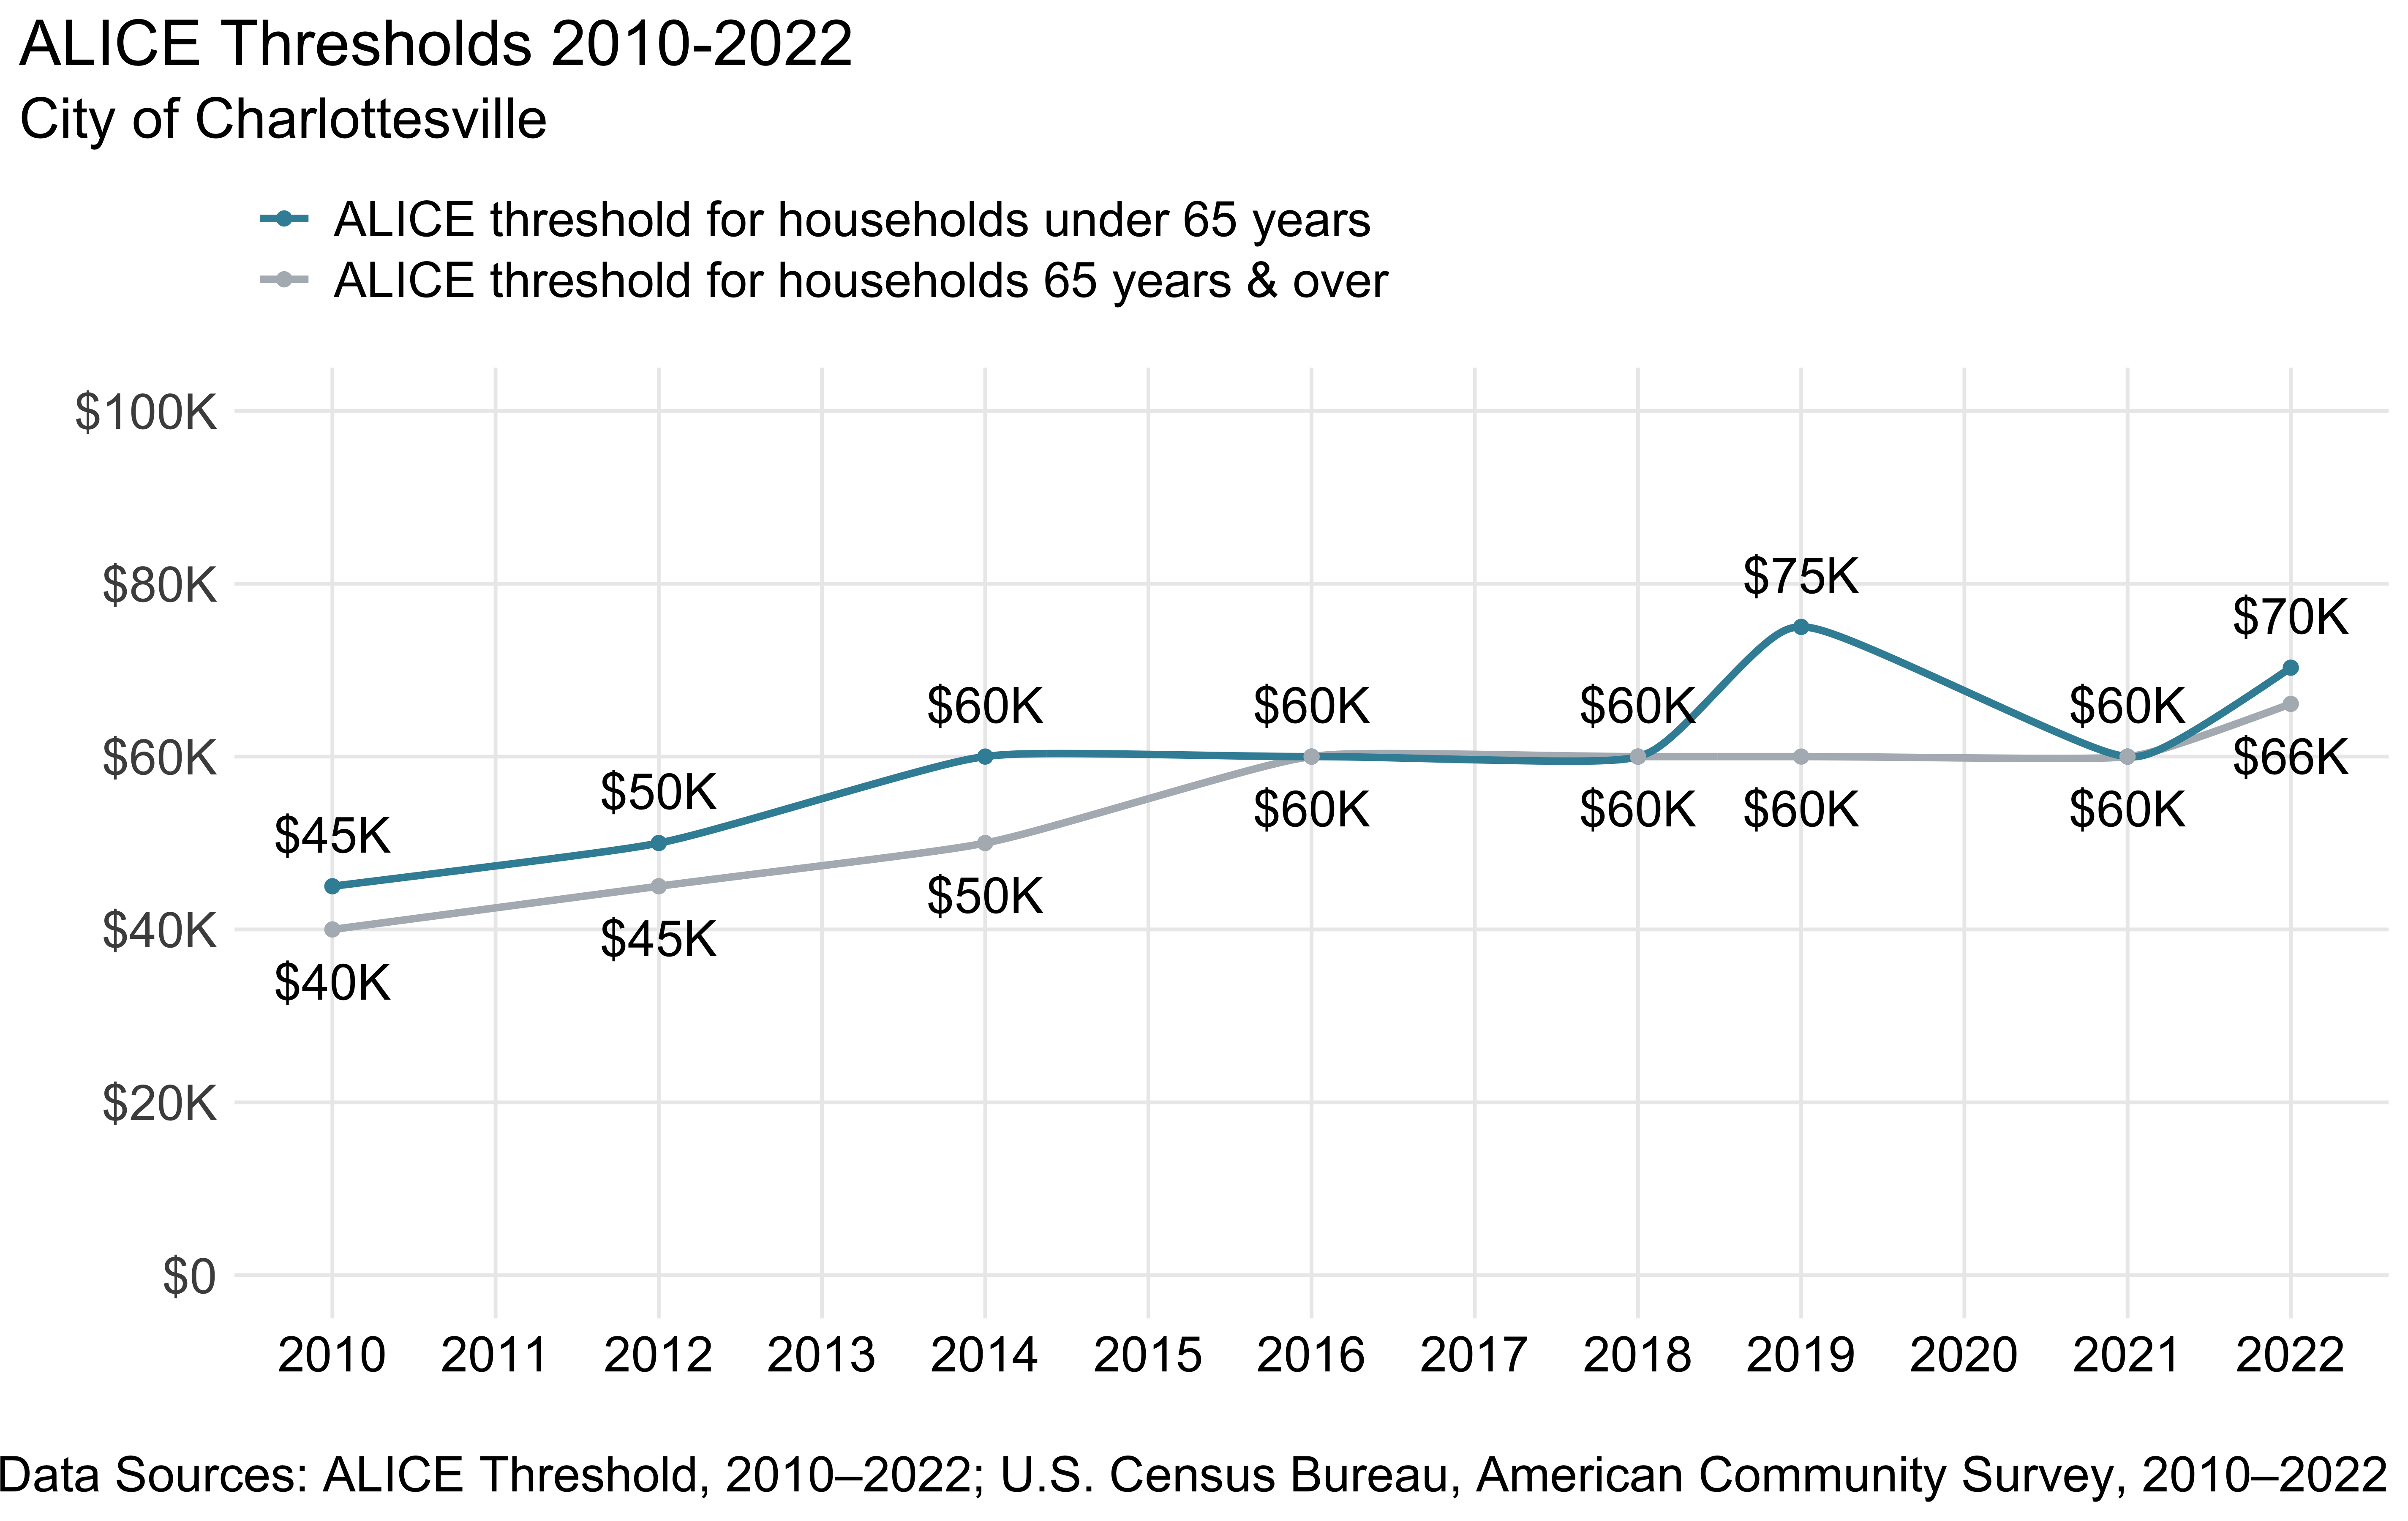 ALICE Thresholds 2010-2022
City of Charlottesville
ALICE threshold for households under 65 years
ALICE threshold for households 65 years & over
$100K
$80K
$60K
$40K
$20K
$0
$45K
$50K
$60K
$60K
$60K
$75K
$60K
$70K
$40K
$45K
$50K
$60K
$60K
$60K
$60K
$66K
2010 2011 2012 2013 2014 2015 2016 2017 2018 2019 2020 2021 2022
Data Sources: ALICE Threshold, 2010–2022; U.S. Census Bureau, American Community Survey, 2010–2022